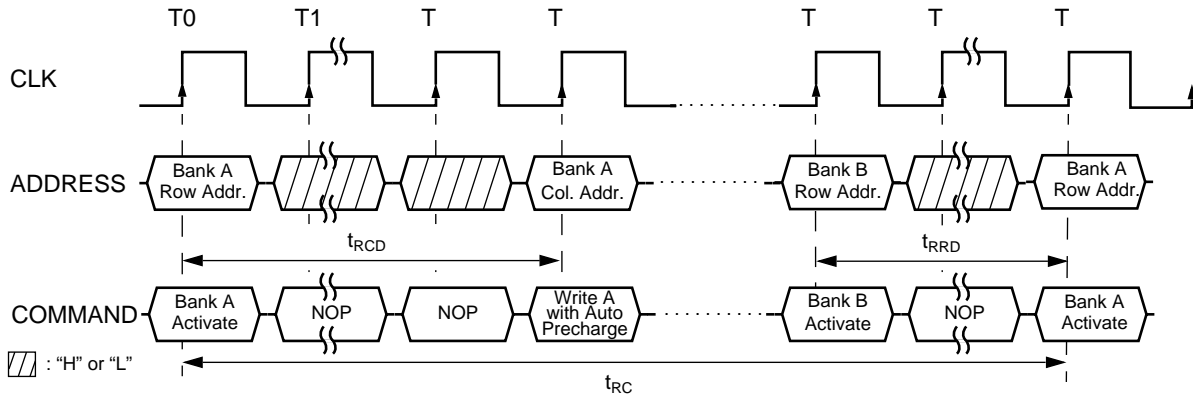 T0 T1 T T T T T
CLK
Bank A Bank A Bank B Bank A
ADDRESS Row Addr. Col. Addr. Row Addr. Row Addr.
tRCD tRRD
Bank A NOP NOP Write A Bank B NOP Bank A
COMMAND Activate with Auto Activate Activate
Precharge
: “H” or “L”
tRC